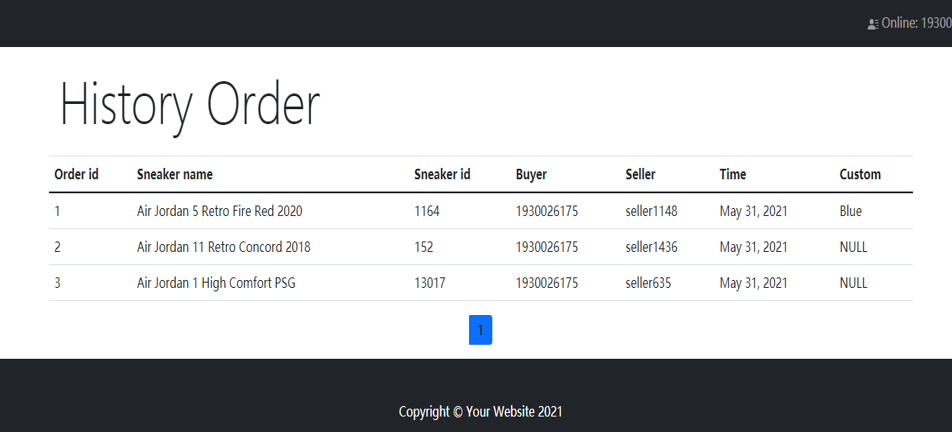 Online: 19300
History Order
Order id Sneaker name Sneaker id Buyer Seller Time Custom
1 Air Jordan 5 Retro Fire Red 2020 1164 1930026175 seller1148 May 31, 2021 Blue
2 Air Jordan 11 Retro Concord 2018 152 1930026175 seller1436 May 31, 2021 NULL
3 Air Jordan 1 High Comfort PSG 13017 1930026175 seller635 May 31, 2021 NULL
1
Copyright © Your Website 2021